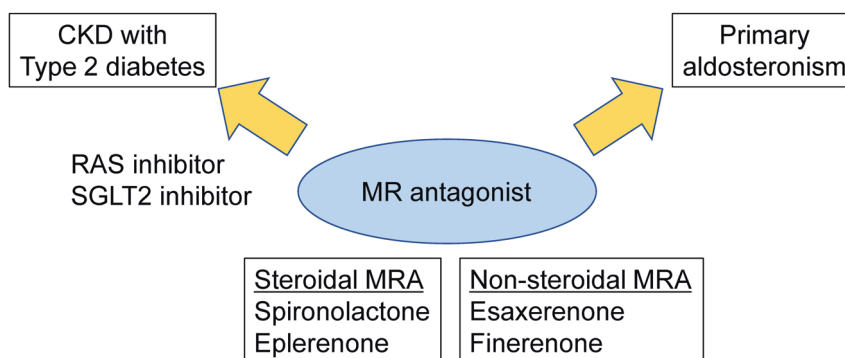 CKD with
Type 2 diabetes
Primary
aldosteronism
RAS inhibitor
SGLT2 inhibitor
MR antagonist
Steroidal MRA
Spironolactone
Eplerenone
Non-steroidal MRA
Esaxerenone
Finerenone